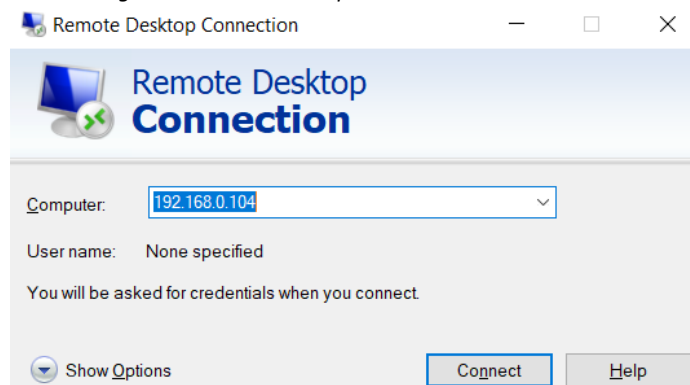 Remote Desktop Connection
Remote Desktop
Connection
Computer: 192.168.0.104
User name: None specified
You will be asked for credentials when you connect.
Show Options Connect Help